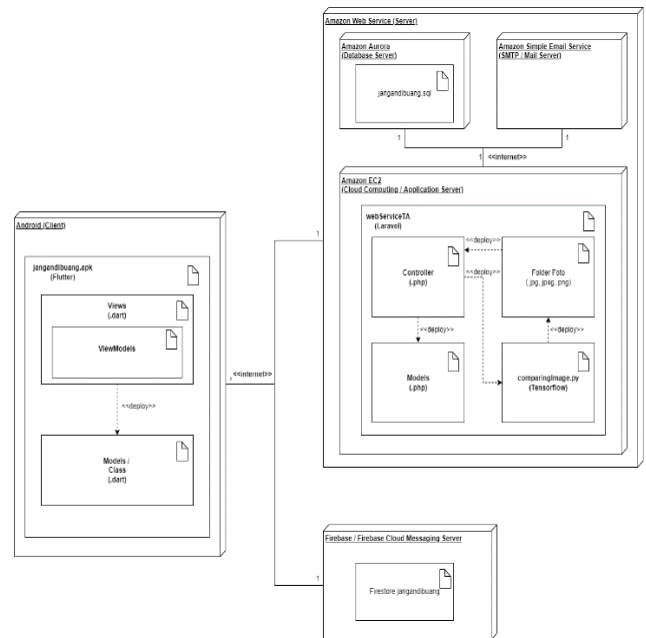 Amazon Web Service (Server)
Amazon Aurora
(Database Server)
jangandibuang.sql
Amazon Simple Email Service
(SMTP / Mail Server)
1
1
1
<<internet>>
Amazon EC2
(Cloud Computing / Application Server)
webServiceTA
(Laravel)
Controller
(.php)
<<deploy>>
<<deploy>>
Folder Foto
(.jpg, .jpeg, .png)
<<deploy>>
<<deploy>>
Models
(.php)
comparingImage.py
(Tensorflow)
Android (Client)
jangandibuang.apk
(Flutter)
Views
(.dart)
ViewModels
<<deploy>>
Models /
Class
(.dart)
1
<<internet>>
1
Firebase / Firebase Cloud Messaging Server
Firestore jangandibuang